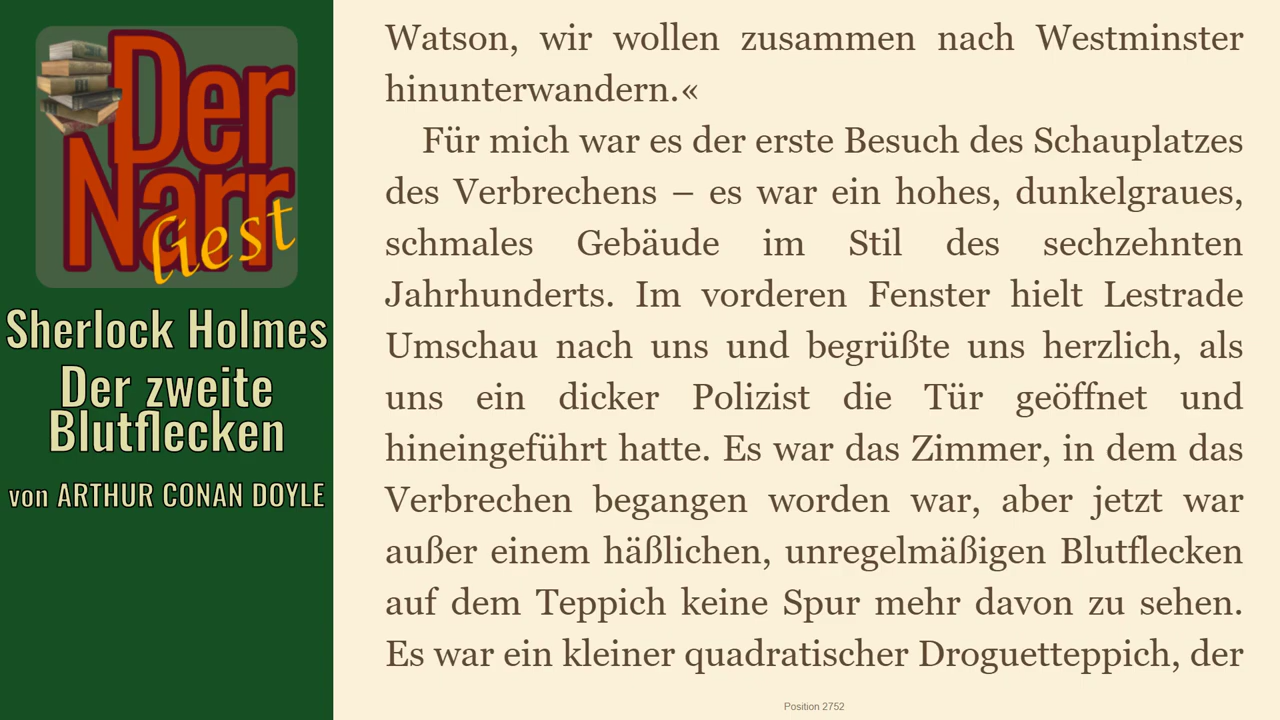 Der
Narr
liest
Sherlock Holmes
Der zweite
Blutflecken
von ARTHUR CONAN DOYLE
Watson, wir wollen zusammen nach Westminster
hinunterwandern.«
Für mich war es der erste Besuch des Schauplatzes
des Verbrechens – es war ein hohes, dunkelgraues,
schmales Gebäude im Stil des sechzehnten
Jahrhunderts. Im vorderen Fenster hielt Lestrade
Umschau nach uns und begrüßte uns herzlich, als
uns ein dicker Polizist die Tür geöffnet und
hineingeführt hatte. Es war das Zimmer, in dem das
Verbrechen begangen worden war, aber jetzt war
außer einem häßlichen, unregelmäßigen Blutflecken
auf dem Teppich keine Spur mehr davon zu sehen.
Es war ein kleiner quadratischer Droguetteppich, der
Position 2752